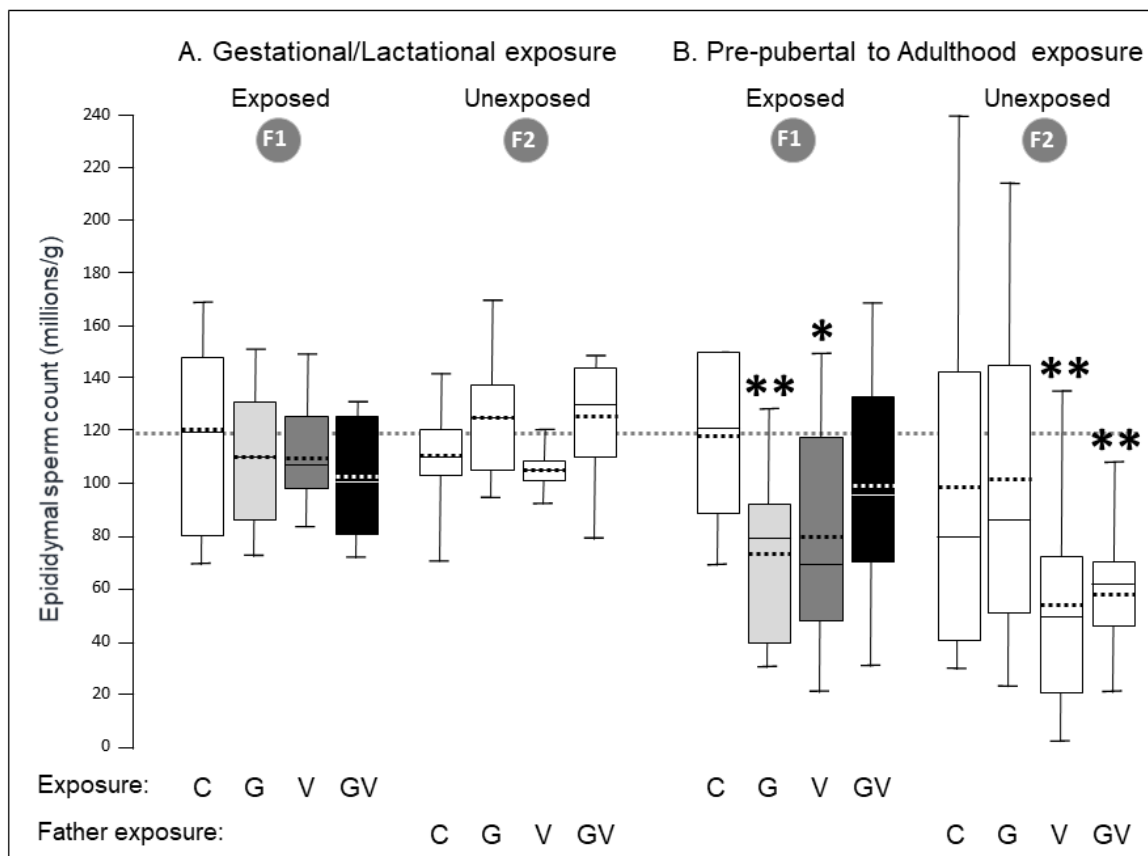 A. Gestational/Lactational exposure
B. Pre-pubertal to Adulthood exposure
Exposed
Unexposed
Exposed
Unexposed
F1
F2
F1
F2
Epididymal sperm count (millions/g)
240
220
200
180
160
140
120
100
80
60
40
20
0
**
*
**
**
Exposure: C G V GV C G V GV
Father exposure: C G V GV C G V GV